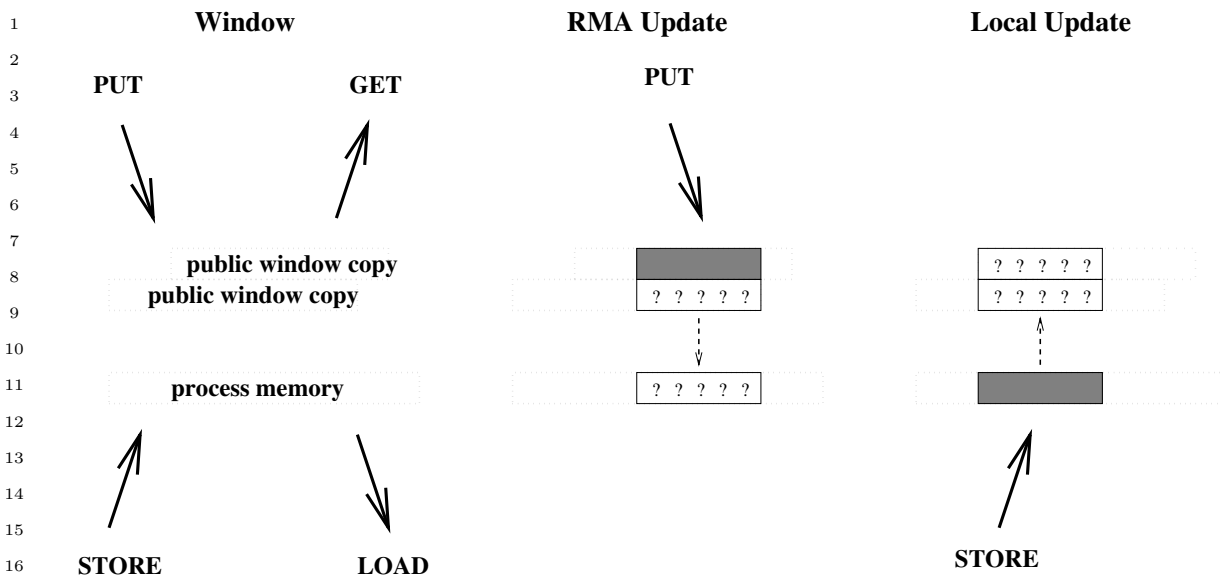 1 Window RMA Update Local Update
2
PUT GET PUT
3
4
5
6
7
public window copy ? ? ? ? ?
8
public window copy ? ? ? ? ? ? ? ? ? ?
9
10
11 process memory ? ? ? ? ?
12
13
14
15
16 STORE LOAD STORE